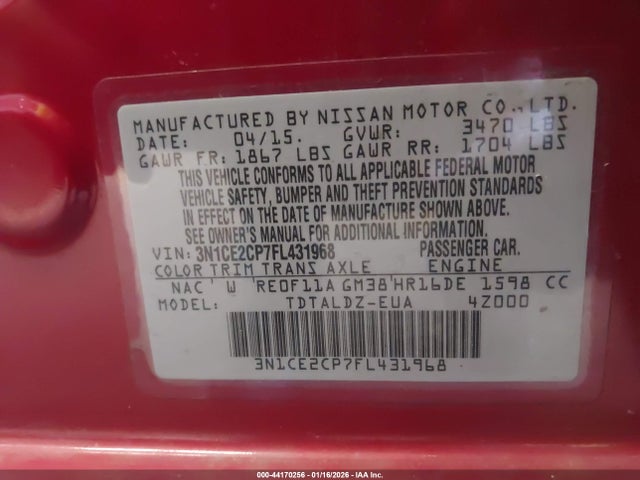 MANUFACTURED BY NISSAN MOTOR CO., LTD.
DATE: 04/15. GVWR: 3470 LBS
GAWR FR: 1867 LBS GAWR RR: 1704 LBS
THIS VEHICLE CONFORMS TO ALL APPLICABLE FEDERAL MOTOR
VEHICLE SAFETY, BUMPER AND THEFT PREVENTION STANDARDS
IN EFFECT ON THE DATE OF MANUFACTURE SHOWN ABOVE.
SEE OWNER'S MANUAL FOR ADDITIONAL INFORMATION.
VIN: 3N1CE2CP7FL431968 PASSENGER CAR.
COLOR TRIM TRANS AXLE ENGINE
NAC' W 'RE0F11A GM38'HR16DE 1598 CC
MODEL: TDTALDZ-EUA 4Z000
3N1CE2CP7FL431968
000-44170256 - 01/16/2026 - IAA Inc.